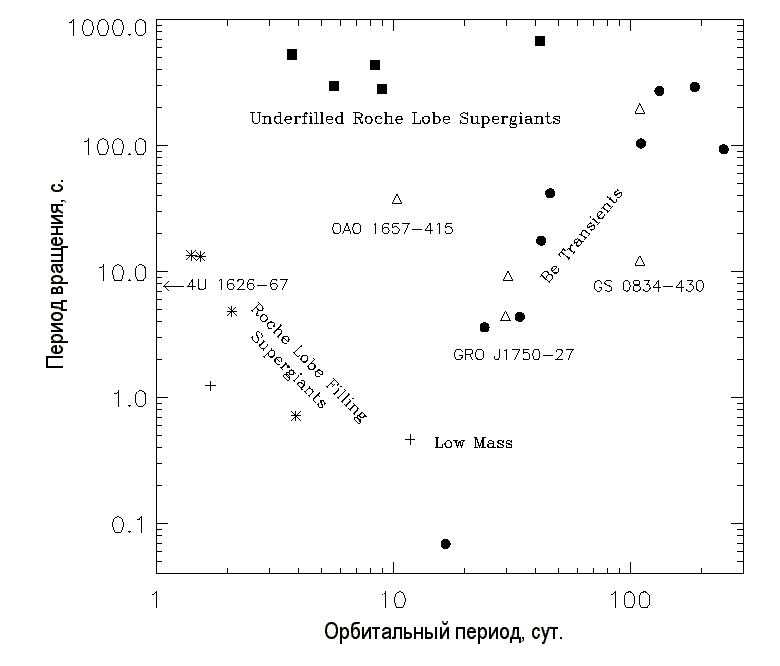 1000.0
Underfilled Roche Lobe Supergiants
100.0
OAO 1657-415
Be Transients
10.0
←4U 1626-67
GS 0834-430
Roche Lobe Filling
Supergiants
GRO J1750-27
1.0
Low Mass
0.1
1
10
100
Период вращения, с.
Орбитальный период, сут.